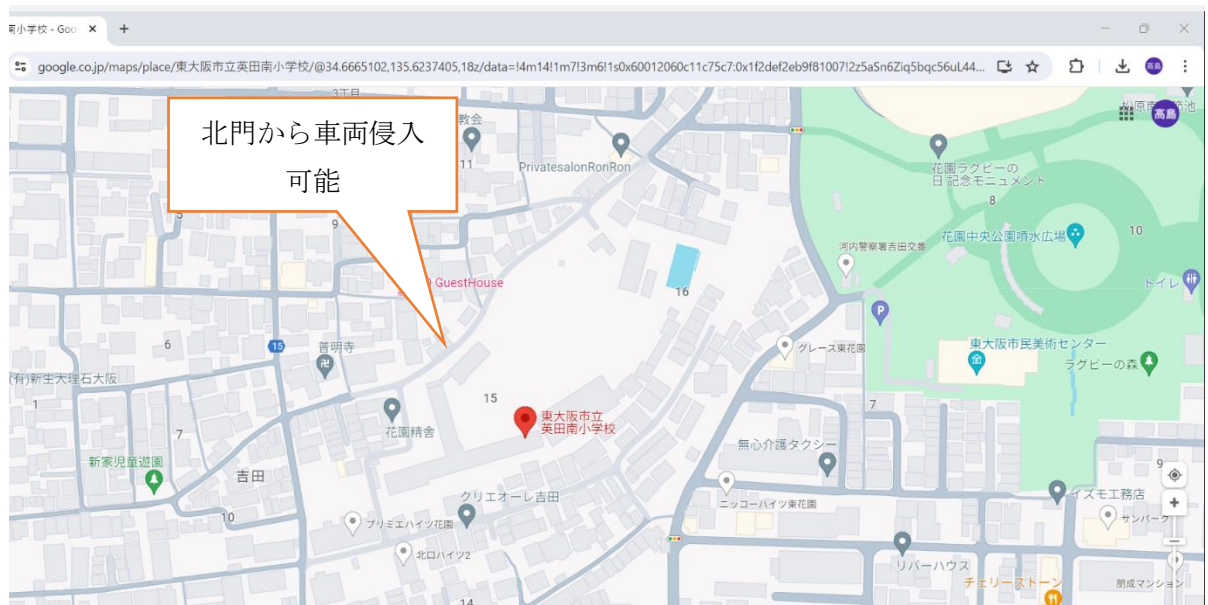 南小学校 - Goo
google.co.jp/maps/place/東大阪市立英田南小学校/@34.6665102,135.6237405,18z/data=!4m14!1m7!3m6!1s0x60012060c11c75c7:0x1f2def2eb9f81007!2z5aSn6Ziq5bqc56uL44...
高島
3丁目
北門から車両侵入
可能
教会
11
PrivatesalonRonRon
高島
花園ラグビーの
日 記念モニュメント
8
5
9
河内警察署吉田交番
花園中央公園噴水広場
10
GuestHouse
16
トイレ
P
6
15
普明寺
グレース東花園
東大阪市民美術センター
ラグビーの森
(有)新生大理石大阪
1
15
東大阪市立
英田南小学校
花園精舎
7
7
無心介護タクシー
新家児童遊園
吉田
9
クリエオーレ吉田
ニッコーハイツ東花園
イズモエ務店
10
プリミエハイツ花園
サンパーク
北口ハイツ2
リバーハウス
チェリーストーン
朋成マンション
14